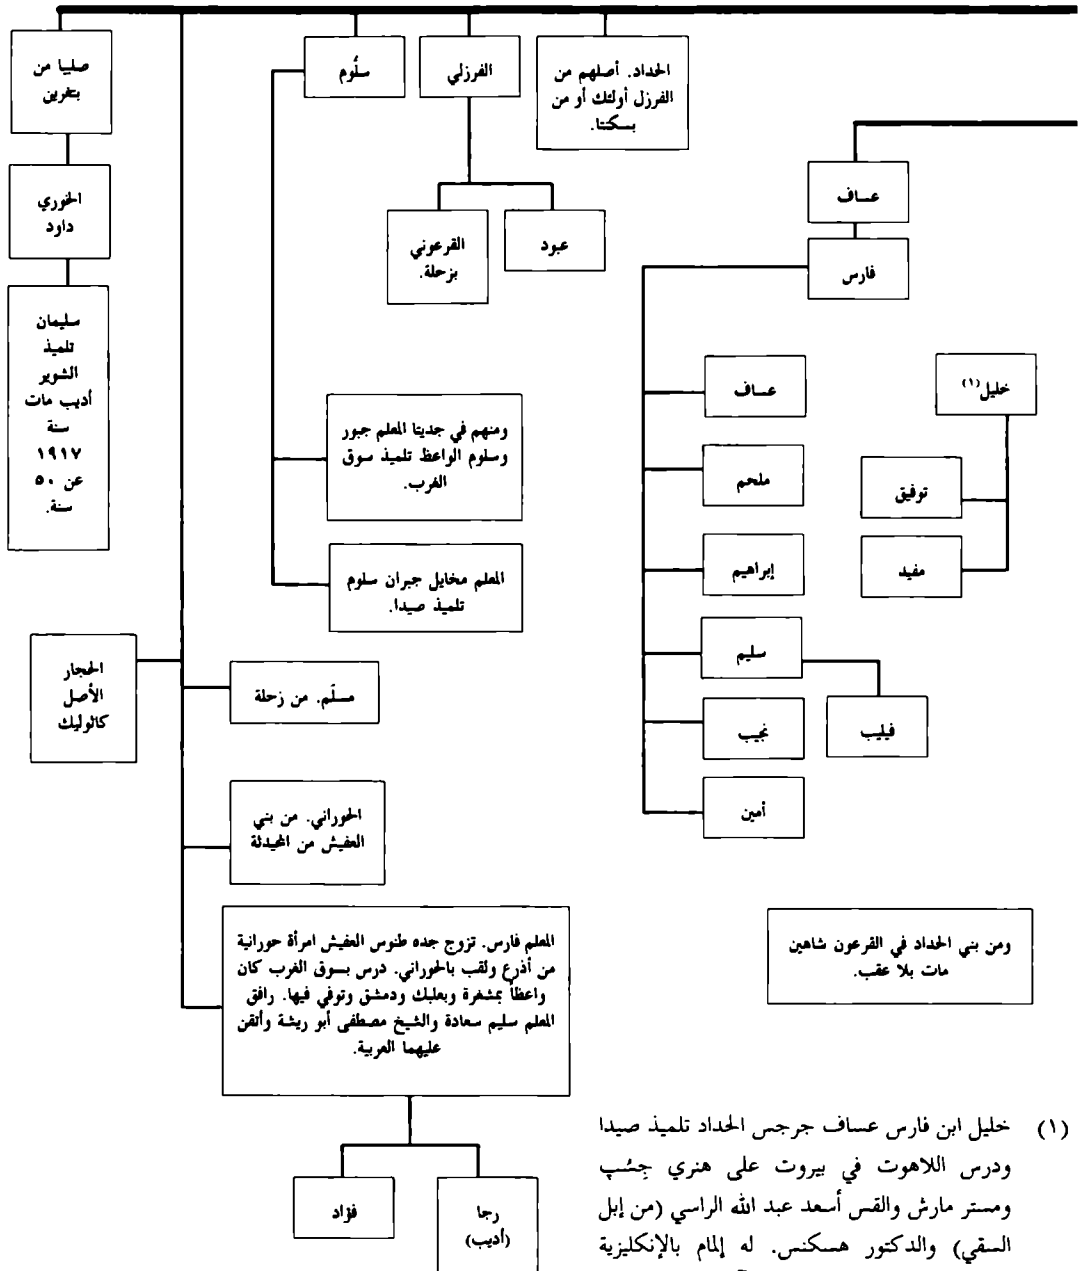 الحداد. أصلهم من
الفرزل أولئك أو من
بسكنتا.
الفرزلي
سلُّوم
صليبا من
بتغرين
عساف
فارس
الخوري
داود
عبود
القرعوني
بزحلة.
سليمان
تلميذ
الشوير
أديب مات
سنة
١٩١٧
عن ٥٠
سنة.
خليل(١)
توفيق
مفيد
عساف
ملحم
إبراهيم
سليم
فيليب
نجيب
أمين
ومنهم في جديتا المعلم جبور
وسلوم الواعظ تلميذ سوق
الغرب.
المعلم مخايل جبران سلوم
تلميذ صيدا.
الحجار
الأصل
كاثوليك
مسلّم. من زحلة
الحوراني. من بني
العفيش من المحيدثة
المعلم فارس. تزوج جده طنوس العفيش امرأة حورانية
من أذرع ولقب بالحوراني. درس بسوق الغرب كان
واعظاً بمشغرة وبعلبك ودمشق وتوفي فيها. رافق
المعلم سليم سعادة والشيخ مصطفى أبو ريشة وأتقن
عليهما العربية.
رجا
(أديب)
فؤاد
ومن بني الحداد في القرعون شاهين
مات بلا عقب.
(١) خليل ابن فارس عساف جرجس الحداد تلميذ صيدا
ودرس اللاهوت في بيروت على هنري جِسْب
ومستر مارش والقس أسعد عبد الله الراسي (من إبل
السقي) والدكتور هسكنس. له إلمام بالإنكليزية